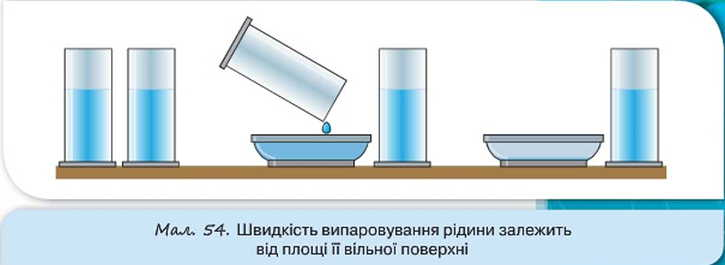 Мал. 54. Швидкість випаровування рідини залежить
від площі її вільної поверхні